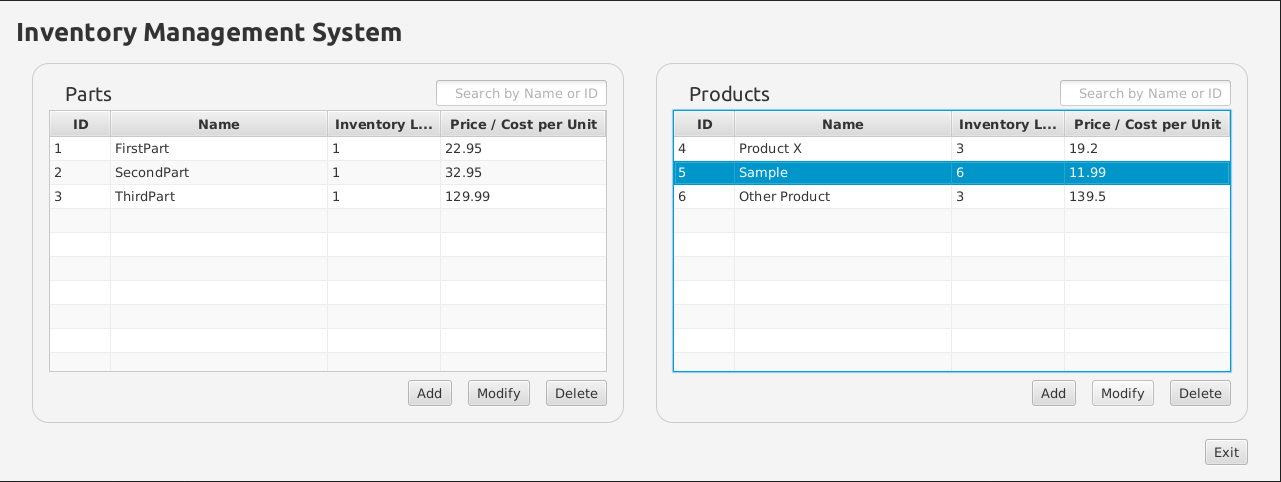 Inventory Management System
Parts
Search by Name or ID
ID Name Inventory L... Price / Cost per Unit
1 FirstPart 1 22.95
2 SecondPart 1 32.95
3 ThirdPart 1 129.99
Add Modify Delete
Products
Search by Name or ID
ID Name Inventory L... Price / Cost per Unit
4 Product X 3 19.2
5 Sample 6 11.99
6 Other Product 3 139.5
Add Modify Delete
Exit